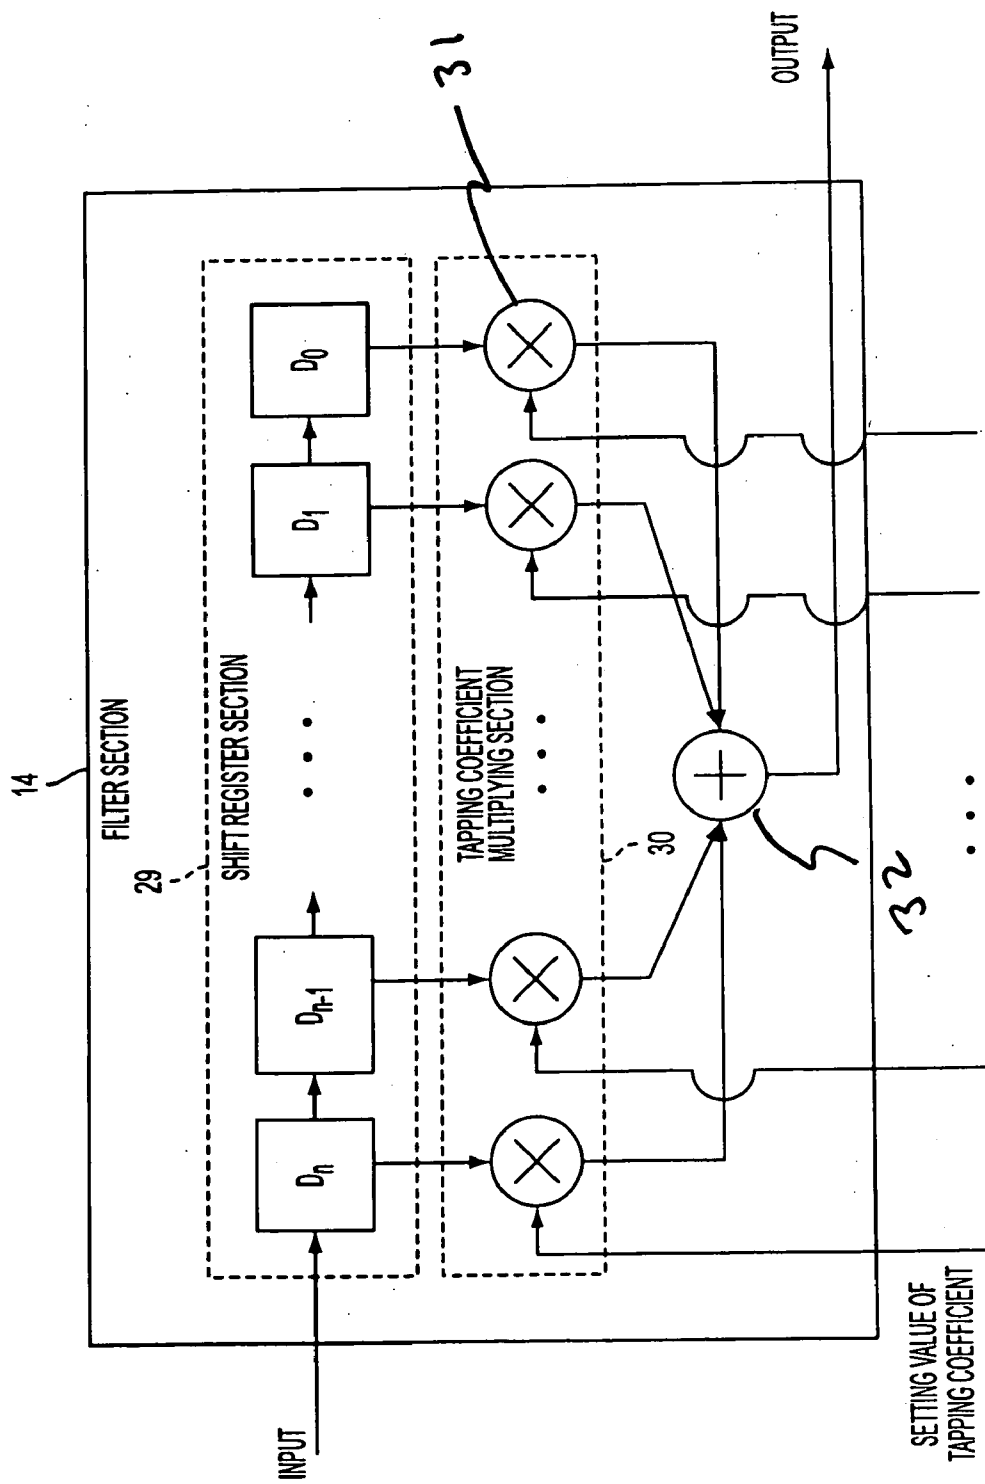 14
FILTER SECTION
29
SHIFT REGISTER SECTION
INPUT
Dn
Dn-1
D1
D0
TAPPING COEFFICIENT
MULTIPLYING SECTION
30
31
32
OUTPUT
SETTING VALUE OF
TAPPING COEFFICIENT